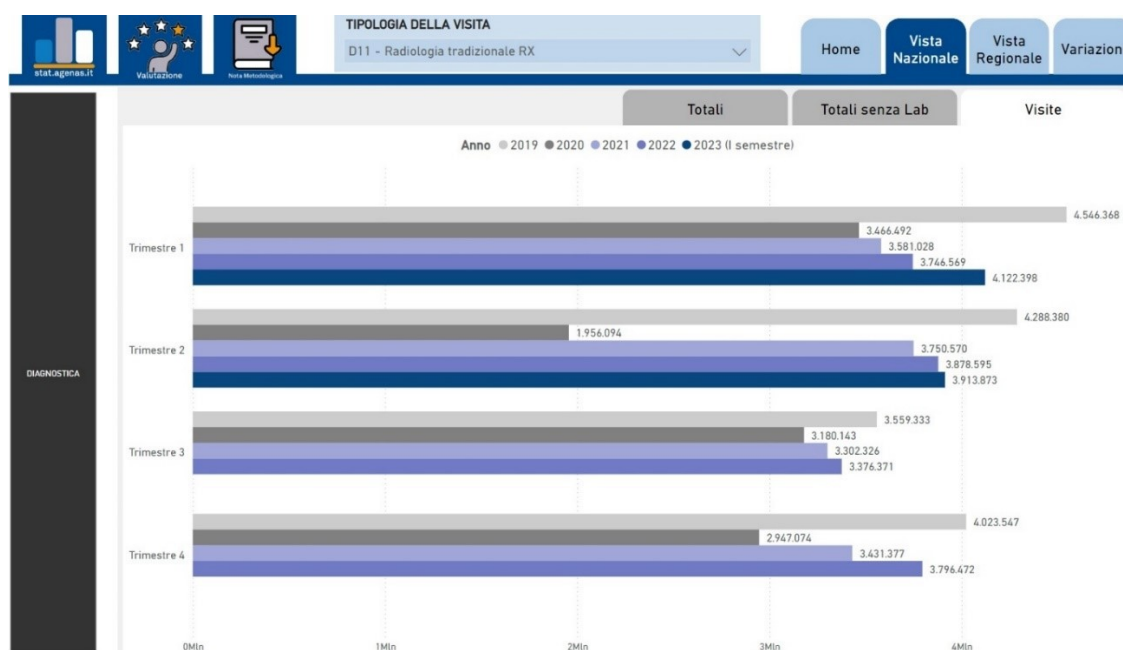 TIPOLOGIA DELLA VISITA
D11 - Radiologia tradizionale RX
stat.agenas.it
Valutazione
Nota Metodologica
Home
Vista
Nazionale
Vista
Regionale
Variazion
Totali
Totali senza Lab
Visite
Anno 2019 2020 2021 2022 2023 (I semestre)
DIAGNOSTICA
Trimestre 1
4.546.368
3.466.492
3.581.028
3.746.569
4.122.398
Trimestre 2
4.288.380
1.956.094
3.750.570
3.878.595
3.913.873
Trimestre 3
3.559.333
3.180.143
3.302.326
3.376.371
Trimestre 4
4.023.547
2.947.074
3.431.377
3.796.472
0Mln 1Mln 2Mln 3Mln 4Mln